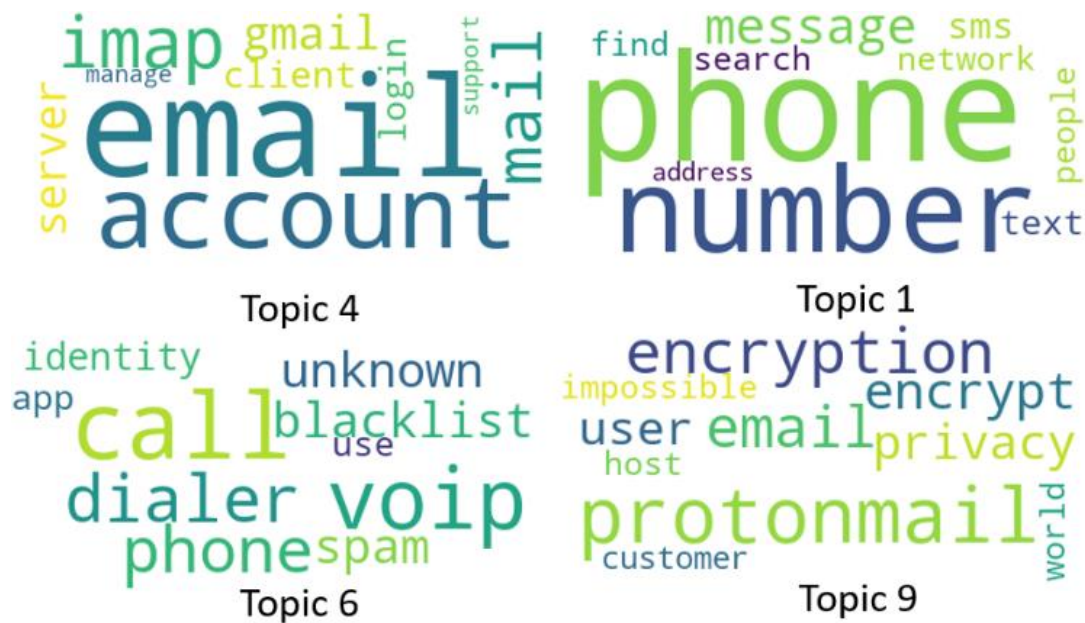 imap
gmail
manage
client
login
support
mail
server
email
account
Topic 4
find
message
sms
search
network
phone
people
address
number
text
Topic 1
identity
unknown
app
call
blacklist
use
dialer
voip
phone
spam
Topic 6
encryption
impossible
encrypt
user
email
privacy
host
protonmail
world
customer
Topic 9